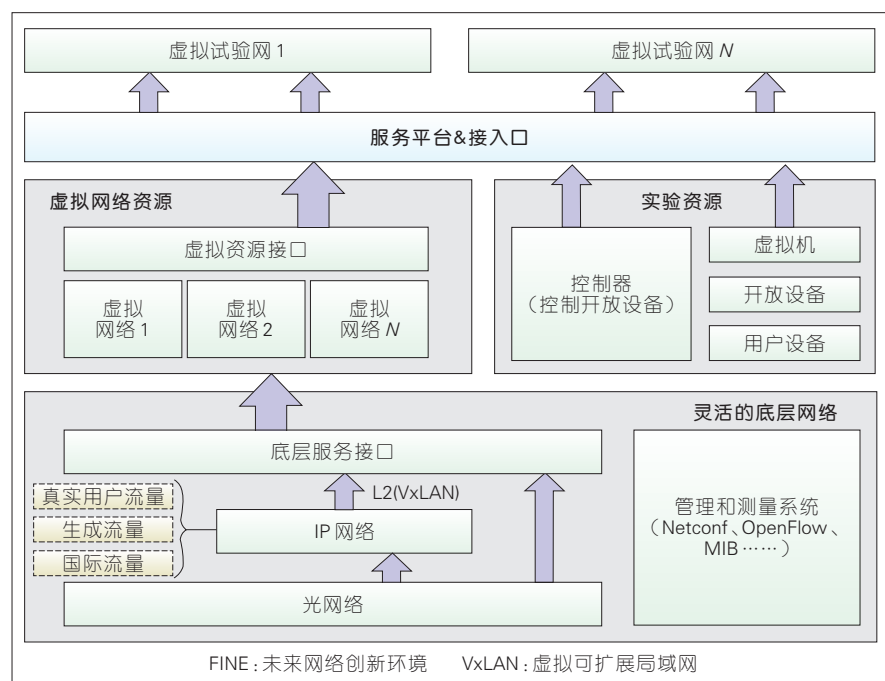 虚拟试验网 1
虚拟试验网 N
服务平台&接入口
虚拟网络资源
虚拟资源接口
虚拟
网络 1
虚拟
网络 2
虚拟
网络 N
实验资源
控制器
（控制开放设备）
虚拟机
开放设备
用户设备
灵活的底层网络
底层服务接口
L2(VxLAN)
真实用户流量
生成流量
国际流量
IP 网络
光网络
管理和测量系统
（Netconf、OpenFlow、
MIB……）
FINE：未来网络创新环境 VxLAN：虚拟可扩展局域网